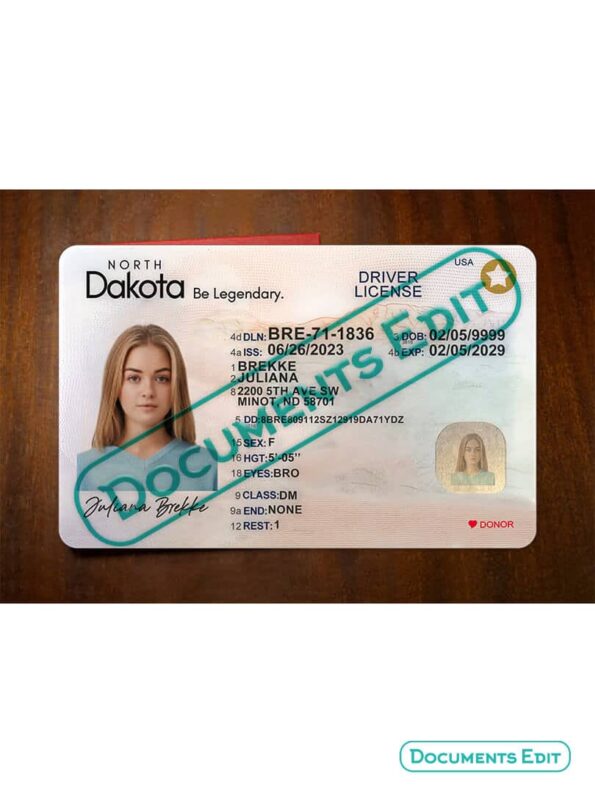 NORTH
Dakota Be Legendary.
DRIVER
LICENSE
USA
4d DLN: BRE-71-1836
3 DOB: 02/05/9999
4a ISS: 06/26/2023
4b EXP: 02/05/2029
1 BREKKE
2 JULIANA
8 2200 5TH AVE SW
MINOT, ND 58701
5 DD:8BRE809112SZ12919DA71YDZ
15 SEX: F
16 HGT: 5'-05''
18 EYES: BRO
9 CLASS: DM
9a END: NONE
12 REST: 1
Juliana Brekke
DONOR
DOCUMENTS EDIT
DOCUMENTS EDIT